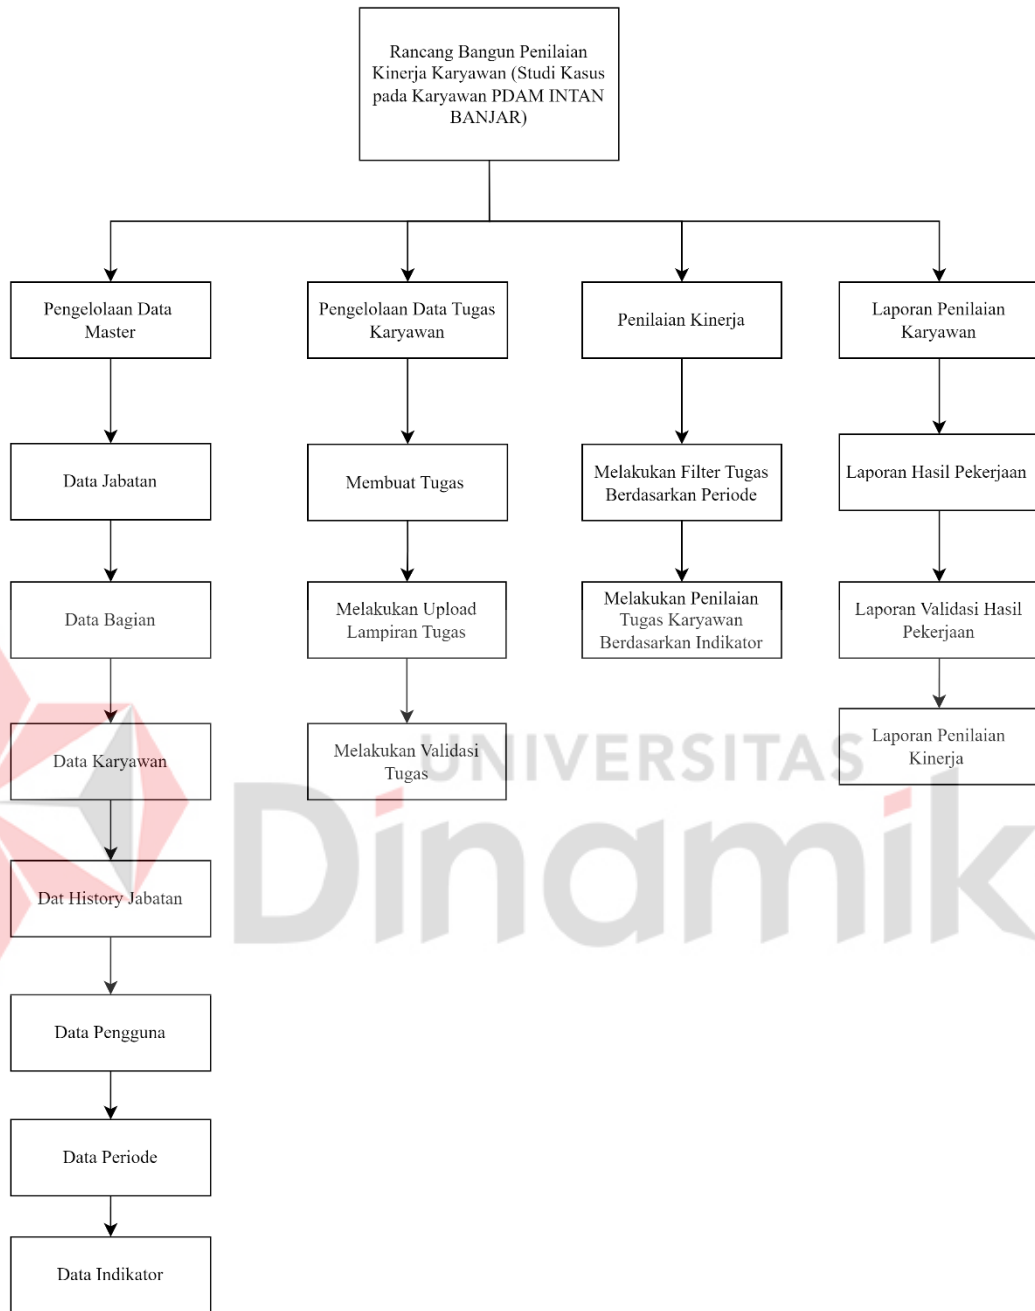 Rancang Bangun Penilaian
Kinerja Karyawan (Studi Kasus
pada Karyawan PDAM INTAN
BANJAR)
Pengelolaan Data
Master
Data Jabatan
Data Bagian
Data Karyawan
Dat History Jabatan
Data Pengguna
Data Periode
Data Indikator
Pengelolaan Data Tugas
Karyawan
Membuat Tugas
Melakukan Upload
Lampiran Tugas
Melakukan Validasi
Tugas
Penilaian Kinerja
Melakukan Filter Tugas
Berdasarkan Periode
Melakukan Penilaian
Tugas Karyawan
Berdasarkan Indikator
Laporan Penilaian
Karyawan
Laporan Hasil Pekerjaan
Laporan Validasi Hasil
Pekerjaan
Laporan Penilaian
Kinerja
UNIVERSITAS
Dinamika